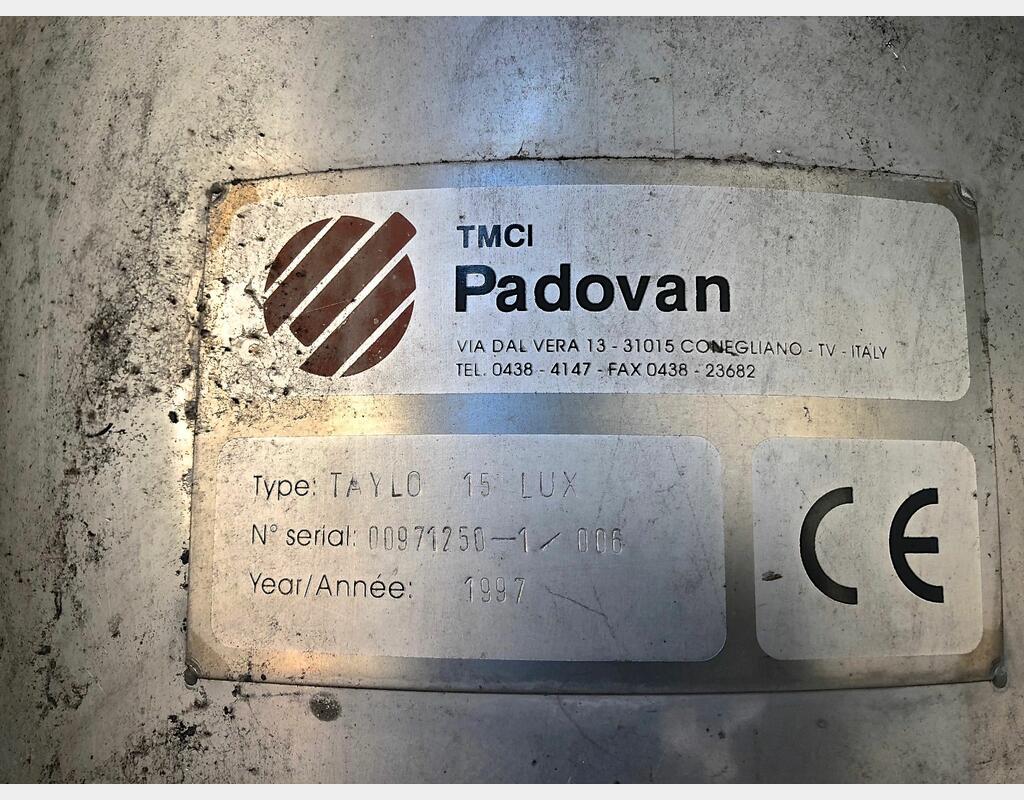 TMCI
Padovan
VIA DAL VERA 13 - 31015 CONEGLIANO - TV - ITALY
TEL. 0438 - 4147 - FAX 0438 - 23682
Type: TAYLO 15 LUX
N° serial: 00971250-1/006
Year/Année: 1997
CE